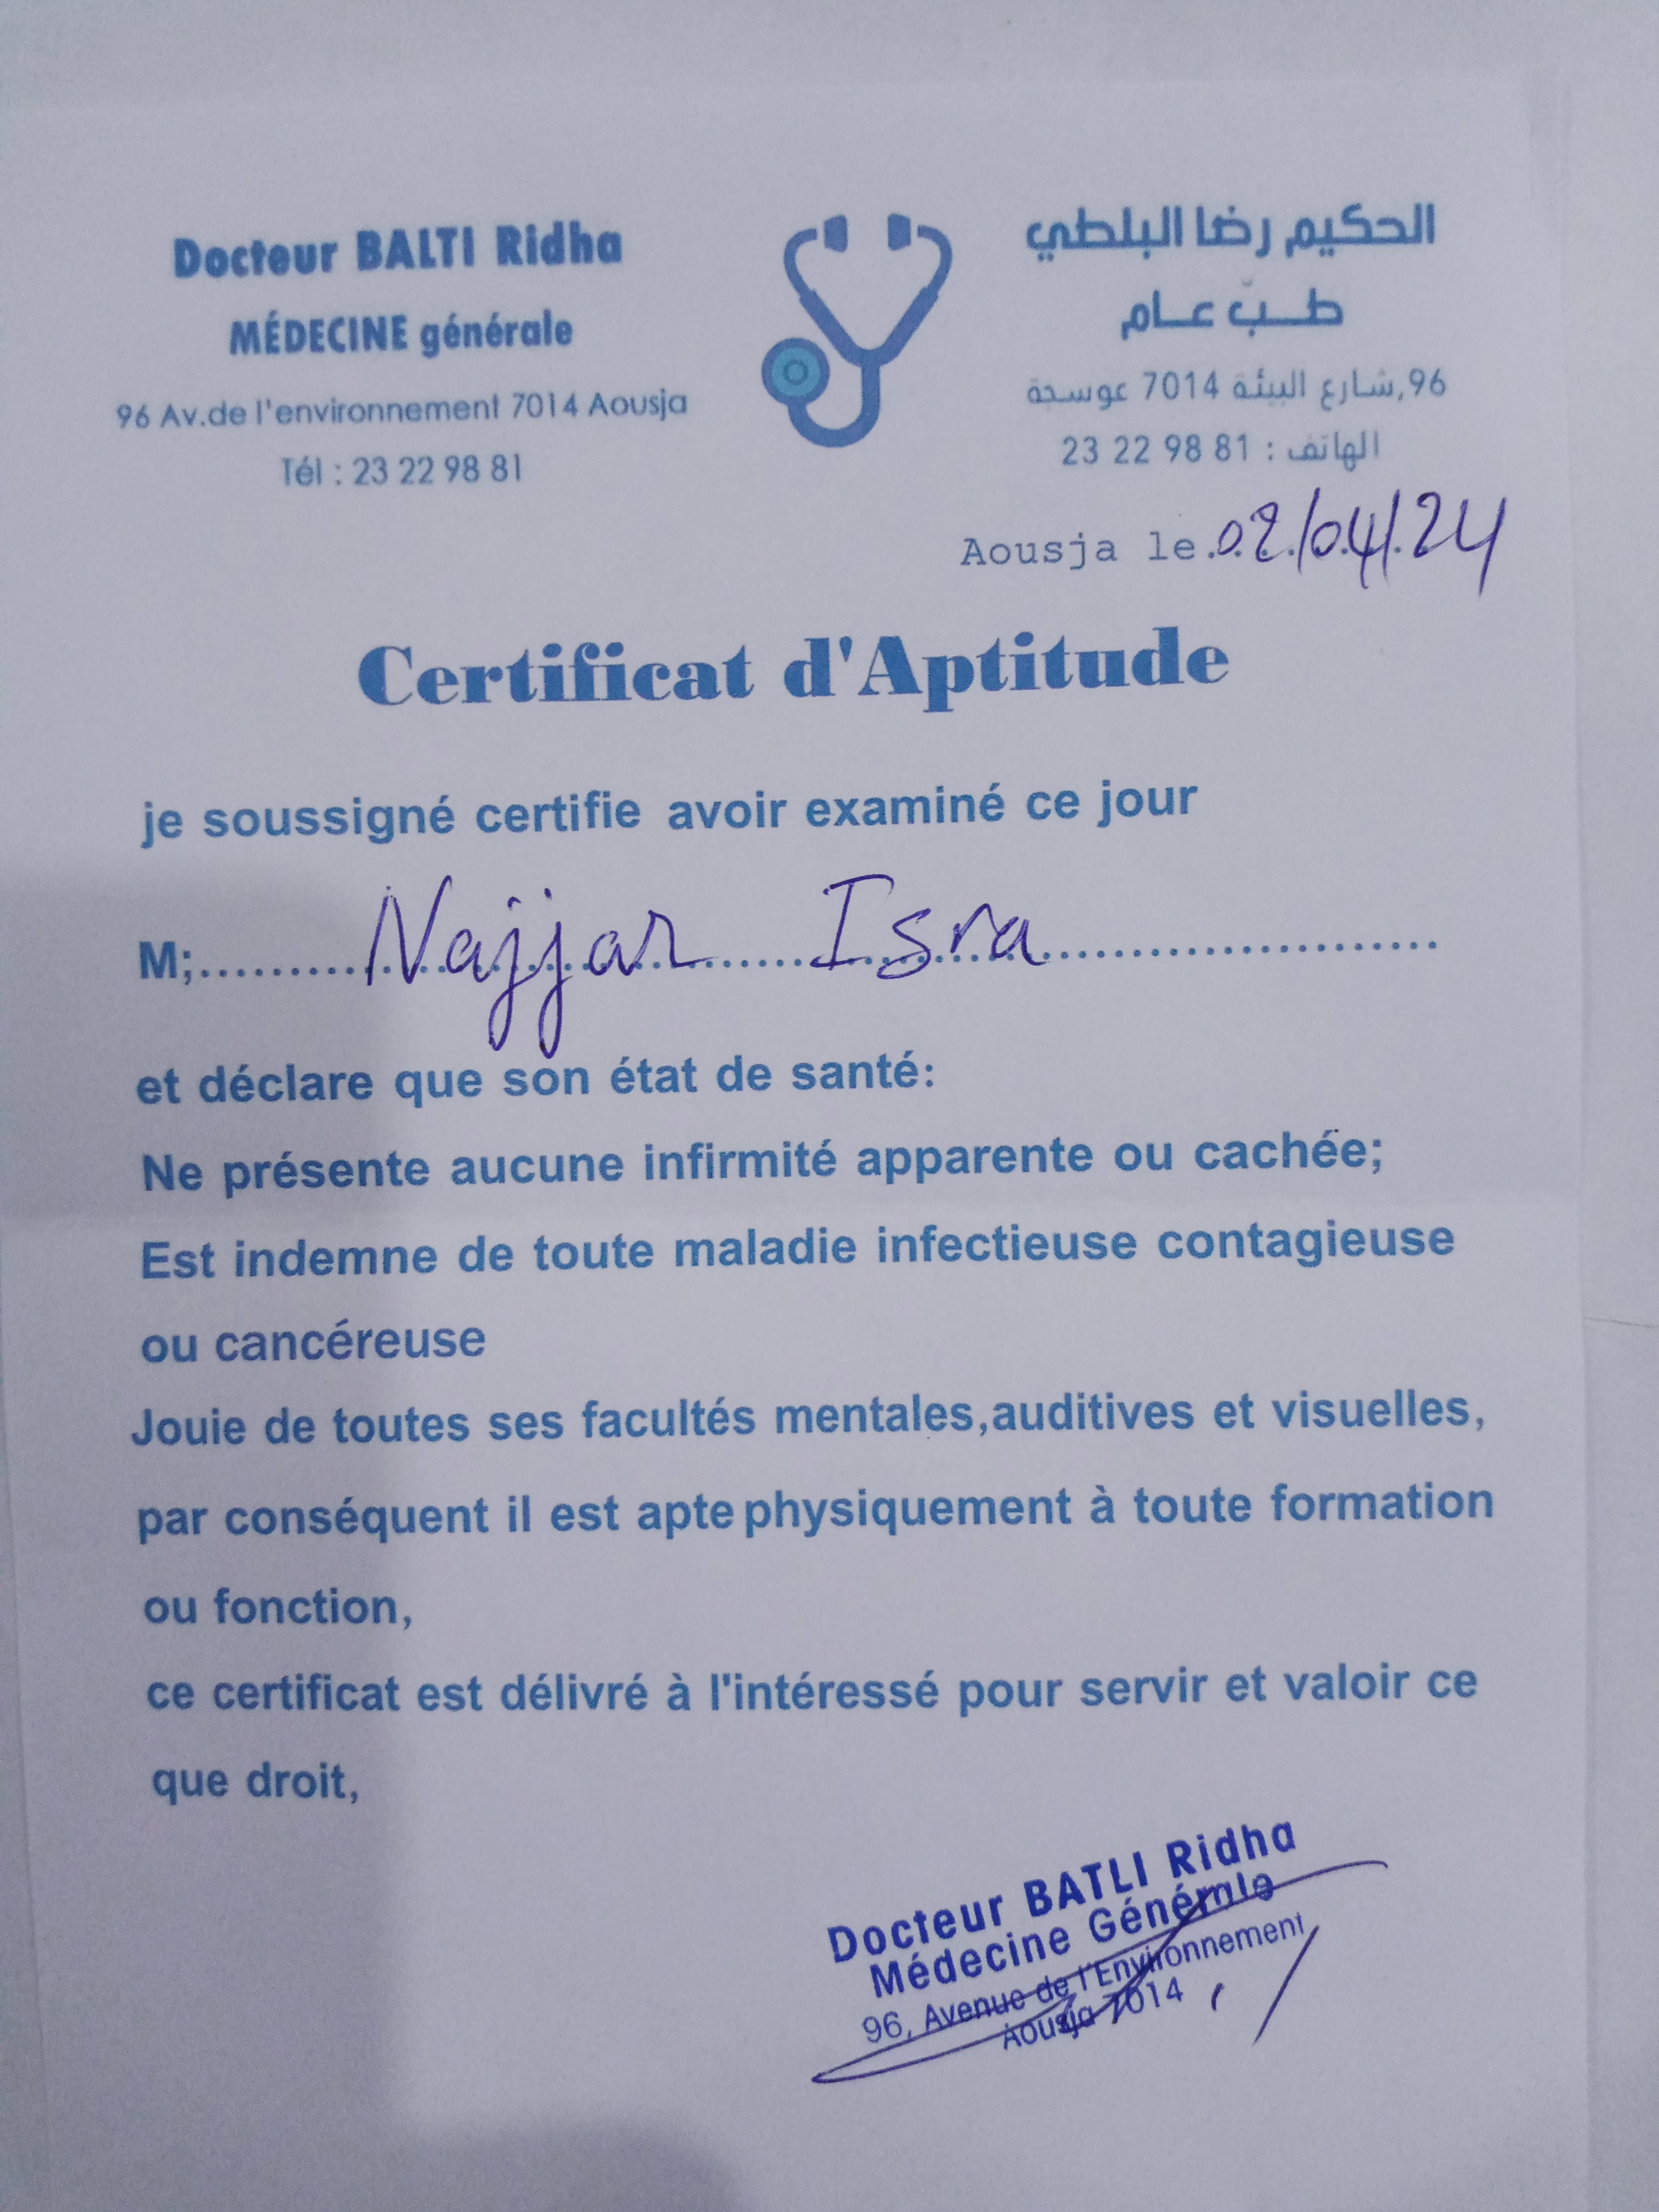 Docteur BALTI Ridha
MÉDECINE générale
96 Av.de l'environnement 7014 Aousja
Tél : 23 22 98 81
الحكيم رضا البلطي
طــبّ عــام
96,شارع البيئة 7014 عوسجة
الهاتف : 81 98 22 23
Aousja le.02/04/24
Certificat d'Aptitude
je soussigné certifie avoir examiné ce jour
M;.......... Najjar ...... Isra ......................
et déclare que son état de santé:
Ne présente aucune infirmité apparente ou cachée;
Est indemne de toute maladie infectieuse contagieuse
ou cancéreuse
Jouie de toutes ses facultés mentales,auditives et visuelles,
par conséquent il est apte physiquement à toute formation
ou fonction,
ce certificat est délivré à l'intéressé pour servir et valoir ce
que droit,
Docteur BATLI Ridha
Médecine Générale
96, Avenue de l'Environnement
Aousja 7014